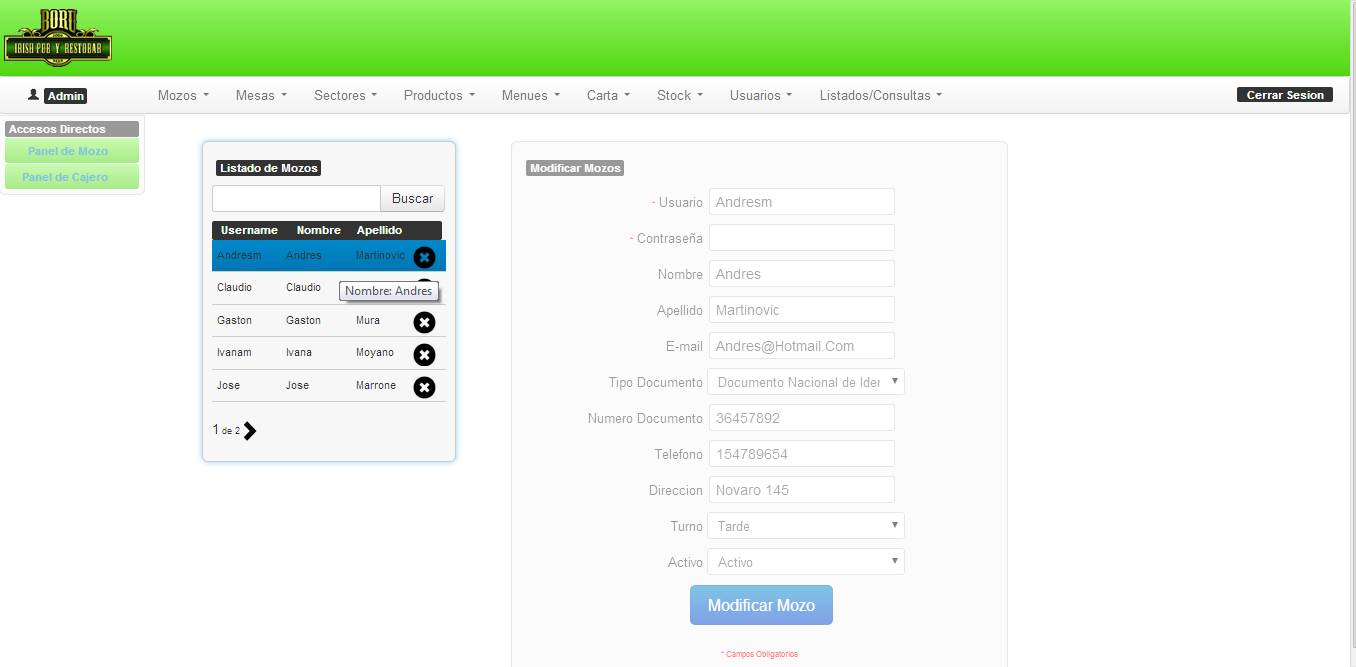 BORU
IRISH PUB Y RESTOBAR
Admin
Mozos Mesas Sectores Productos Menues Carta Stock Usuarios Listados/Consultas
Cerrar Sesion
Accesos Directos
Panel de Mozo
Panel de Cajero
Listado de Mozos
Buscar
Username Nombre Apellido
Andresm Andres Martinovic
Claudio Claudio
Nombre: Andres
Gaston Gaston Mura
Ivanam Ivana Moyano
Jose Jose Marrone
1 de 2
Modificar Mozos
- Usuario Andresm
- Contraseña
Nombre Andres
Apellido Martinovic
E-mail Andres@Hotmail.Com
Tipo Documento Documento Nacional de Iden
Numero Documento 36457892
Telefono 154789654
Direccion Novaro 145
Turno Tarde
Activo Activo
Modificar Mozo
* Campos Obligatorios